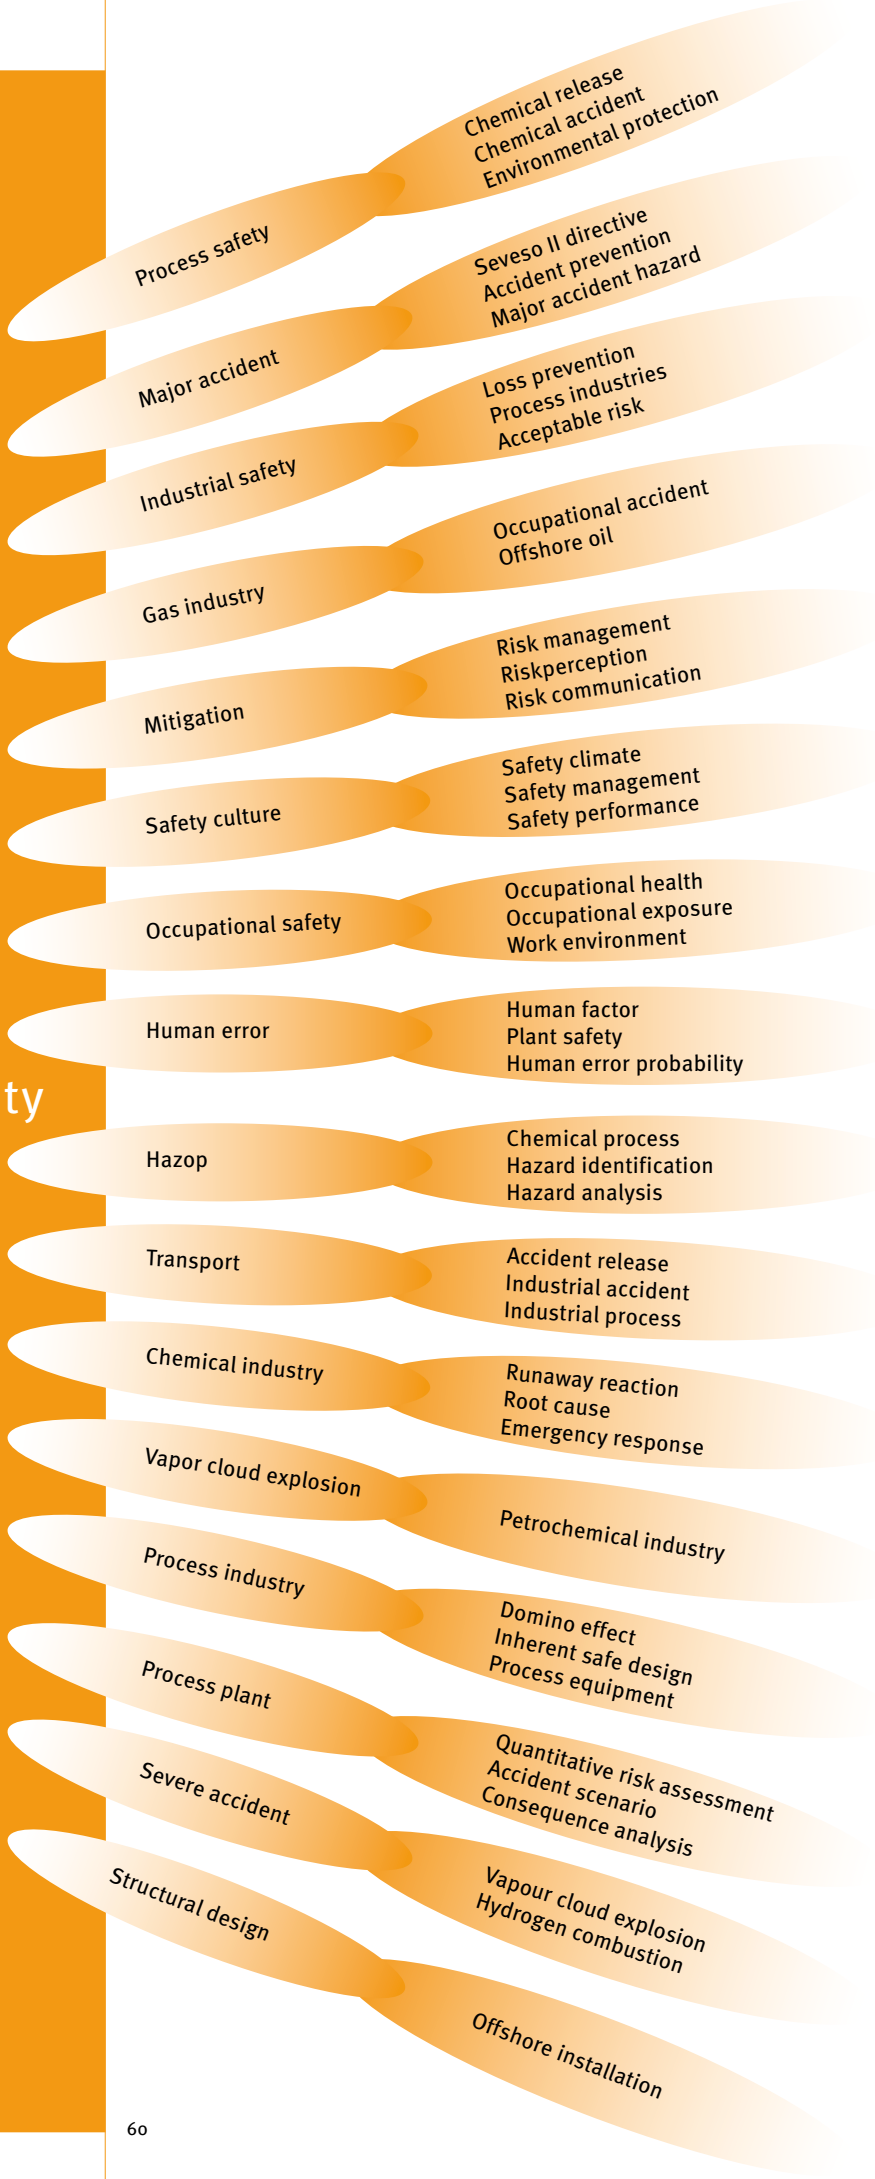 Process safety
Chemical release
Chemical accident
Environmental protection
Major accident
Seveso II directive
Accident prevention
Major accident hazard
Industrial safety
Loss prevention
Process industries
Acceptable risk
Gas industry
Occupational accident
Offshore oil
Mitigation
Risk management
Riskperception
Risk communication
Safety culture
Safety climate
Safety management
Safety performance
Occupational safety
Occupational health
Occupational exposure
Work environment
Human error
Human factor
Plant safety
Human error probability
ty
Hazop
Chemical process
Hazard identification
Hazard analysis
Transport
Accident release
Industrial accident
Industrial process
Chemical industry
Runaway reaction
Root cause
Emergency response
Vapor cloud explosion
Petrochemical industry
Process industry
Domino effect
Inherent safe design
Process equipment
Process plant
Quantitative risk assessment
Accident scenario
Consequence analysis
Severe accident
Vapour cloud explosion
Hydrogen combustion
Structural design
Offshore installation
60